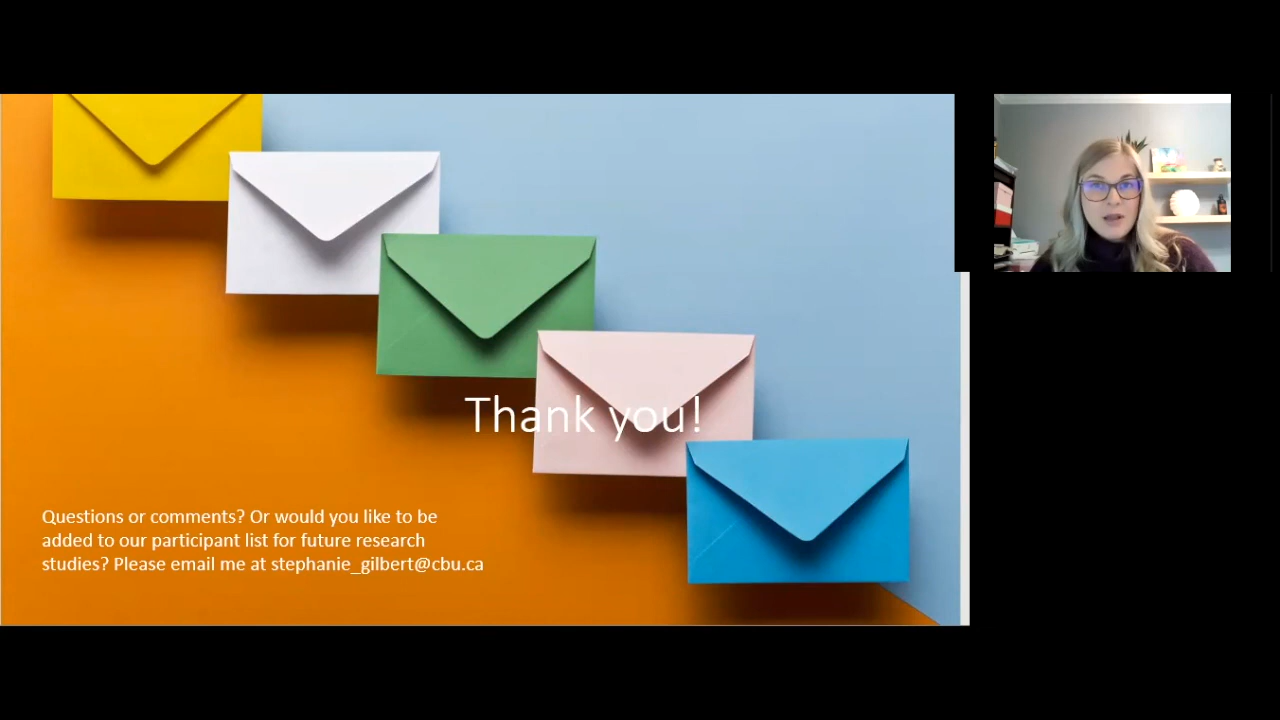 Thank you!
Questions or comments? Or would you like to be
added to our participant list for future research
studies? Please email me at stephanie_gilbert@cbu.ca